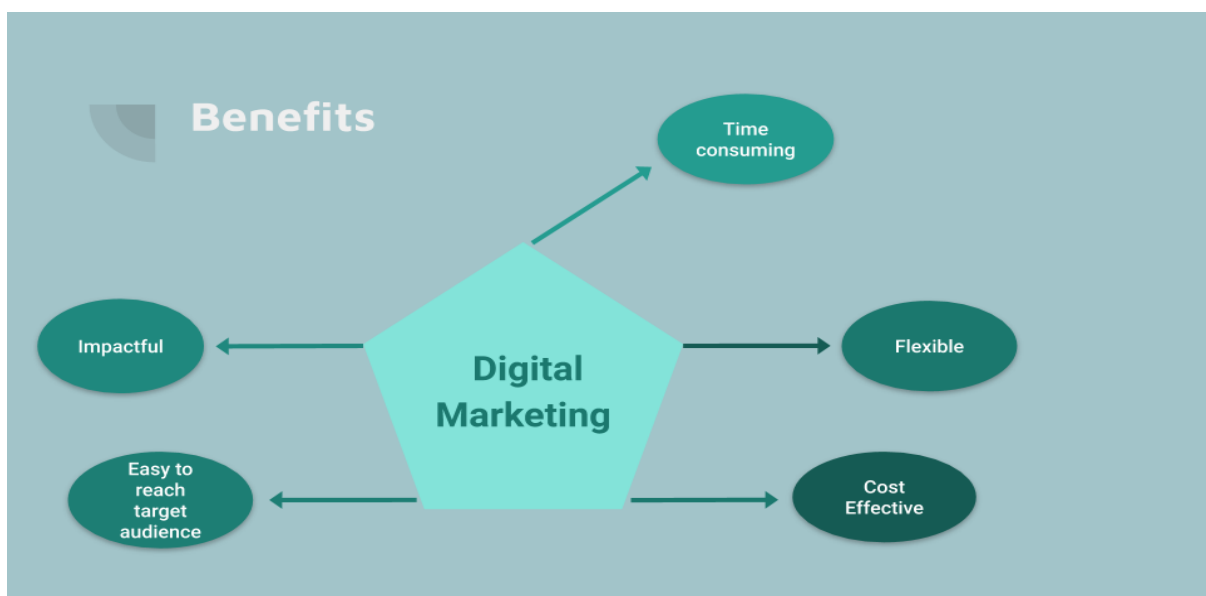 Benefits
Time
consuming
Impactful
Flexible
Digital
Marketing
Easy to
reach
target
audience
Cost
Effective